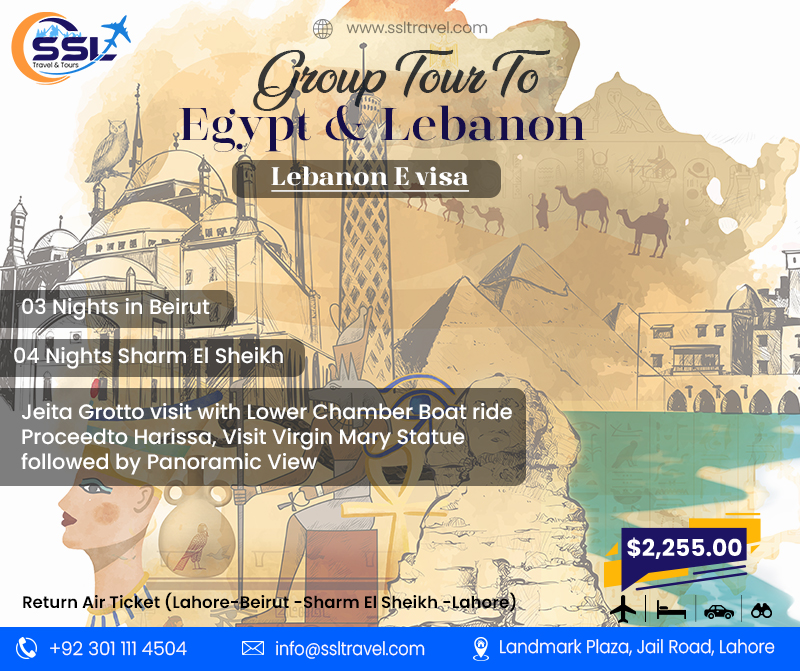 SSL
Travel & Tours
www.ssltravel.com
Group Tour To
Egypt & Lebanon
Lebanon E visa
03 Nights in Beirut
04 Nights Sharm El Sheikh
Jeita Grotto visit with Lower Chamber Boat ride
Proceedto Harissa, Visit Virgin Mary Statue
followed by Panoramic View
$2,255.00
Return Air Ticket (Lahore-Beirut -Sharm El Sheikh -Lahore)
+92 301 111 4504
info@ssltravel.com
Landmark Plaza, Jail Road, Lahore